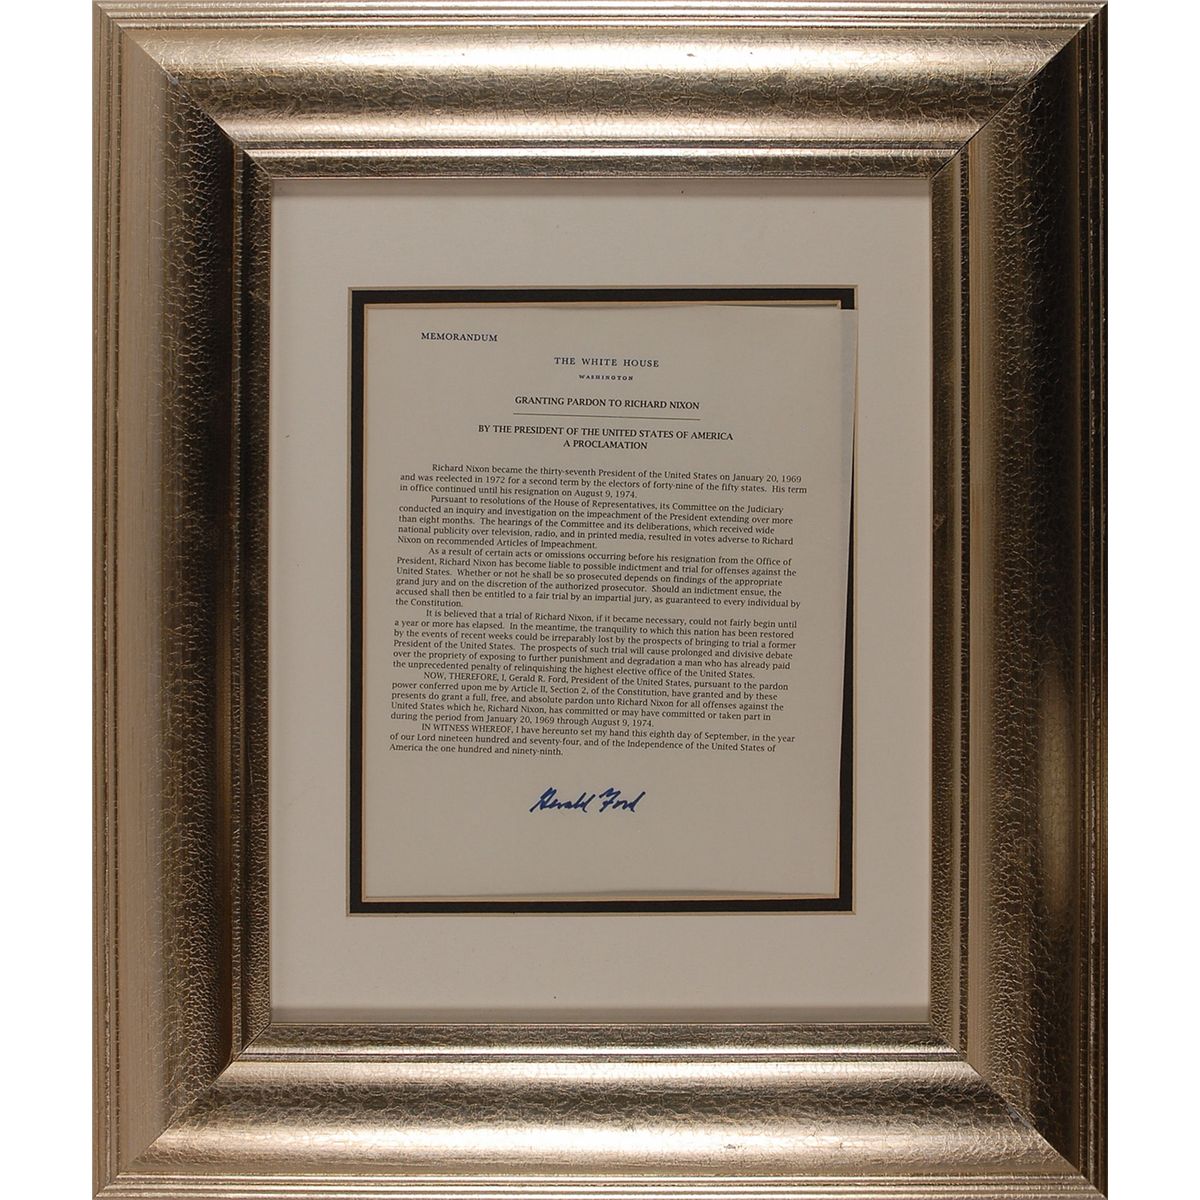 MEMORANDUM
THE WHITE HOUSE
WASHINGTON
GRANTING PARDON TO RICHARD NIXON
BY THE PRESIDENT OF THE UNITED STATES OF AMERICA
A PROCLAMATION
Richard Nixon became the thirty-seventh President of the United States on January 20, 1969
and was reelected in 1972 for a second term by the electors of forty-nine of the fifty states. His term
in office continued until his resignation on August 9, 1974.
Pursuant to resolutions of the House of Representatives, its Committee on the Judiciary
conducted an inquiry and investigation on the impeachment of the President extending over more
than eight months. The hearings of the Committee and its deliberations, which received wide
national publicity over television, radio, and in printed media, resulted in votes adverse to Richard
Nixon on recommended Articles of Impeachment.
As a result of certain acts or omissions occurring before his resignation from the Office of
President, Richard Nixon has become liable to possible indictment and trial for offenses against the
United States. Whether or not he shall be so prosecuted depends on findings of the appropriate
grand jury and on the discretion of the authorized prosecutor. Should an indictment ensue, the
accused shall then be entitled to a fair trial by an impartial jury, as guaranteed to every individual by
the Constitution.
It is believed that a trial of Richard Nixon, if it became necessary, could not fairly begin until
a year or more has elapsed. In the meantime, the tranquility to which this nation has been restored
by the events of recent weeks could be irreparably lost by the prospects of bringing to trial a former
President of the United States. The prospects of such trial will cause prolonged and divisive debate
over the propriety of exposing to further punishment and degradation a man who has already paid
the unprecedented penalty of relinquishing the highest elective office of the United States.
NOW, THEREFORE, I, Gerald R. Ford, President of the United States, pursuant to the pardon
power conferred upon me by Article II, Section 2, of the Constitution, have granted and by these
presents do grant a full, free, and absolute pardon unto Richard Nixon for all offenses against the
United States which he, Richard Nixon, has committed or may have committed or taken part in
during the period from January 20, 1969 through August 9, 1974.
IN WITNESS WHEREOF, I have hereunto set my hand this eighth day of September, in the year
of our Lord nineteen hundred and seventy-four, and of the Independence of the United States of
America the one hundred and ninety-ninth.
Gerald Ford